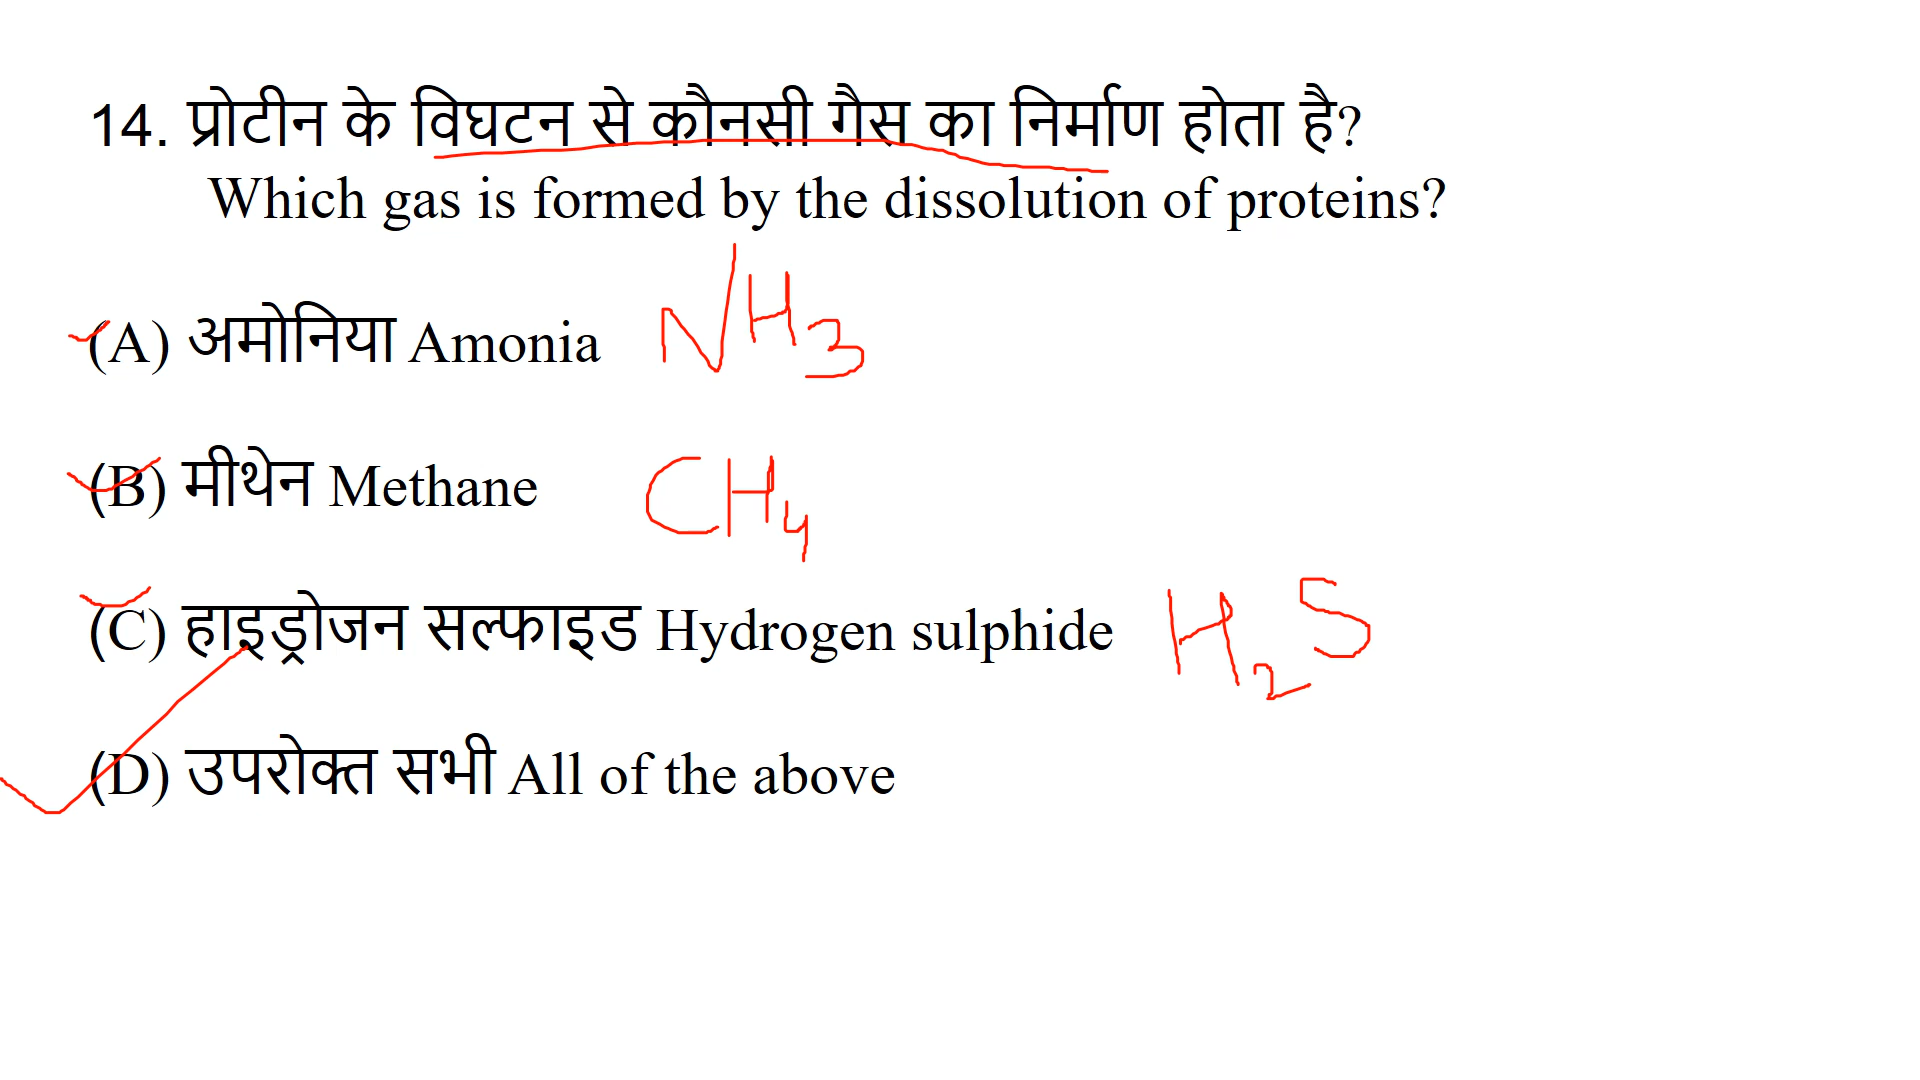 14. प्रोटीन के विघटन से कौनसी गैस का निर्माण होता है?
Which gas is formed by the dissolution of proteins?
(A) अमोनिया Amonia NH3
(B) मीथेन Methane CH4
(C) हाइड्रोजन सल्फाइड Hydrogen sulphide H2S
(D) उपरोक्त सभी All of the above